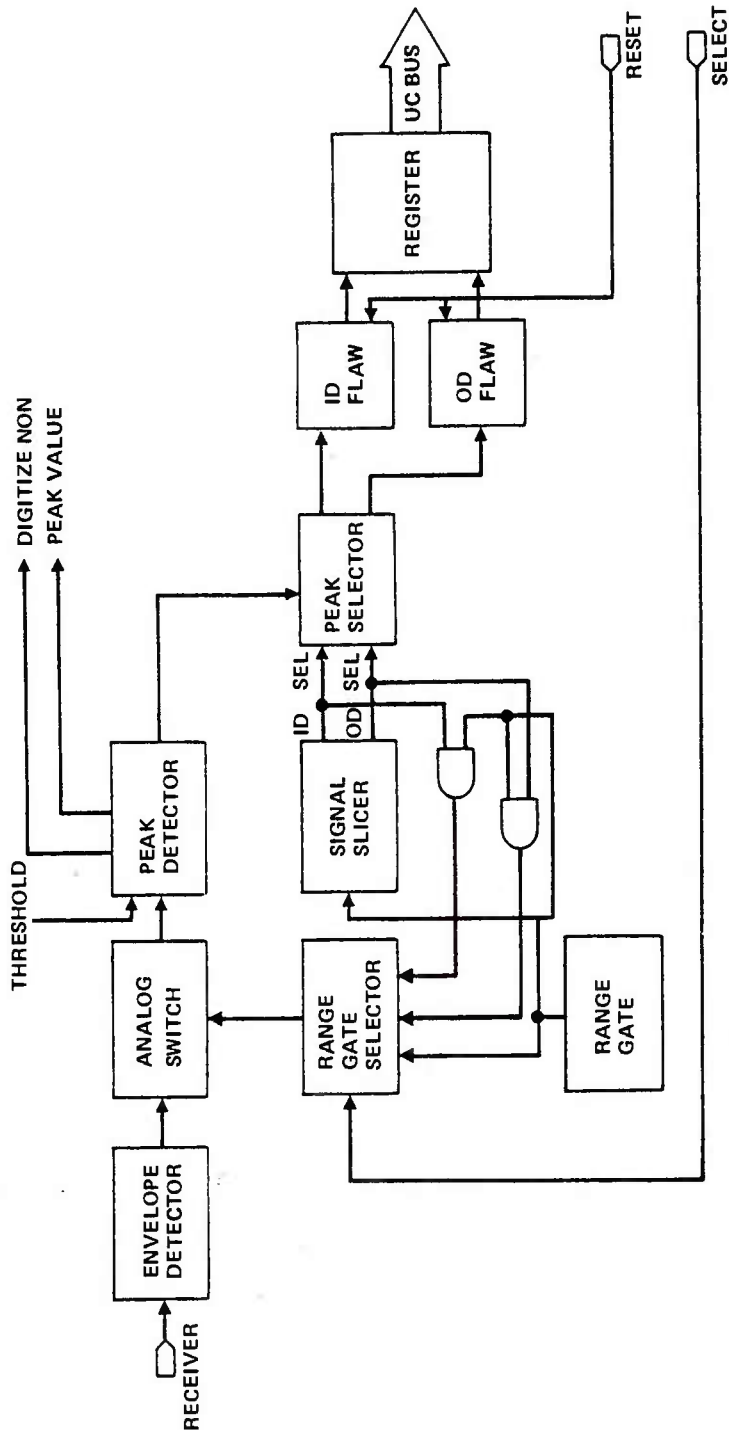 RECEIVER
ENVELOPE
DETECTOR
ANALOG
SWITCH
THRESHOLD
PEAK
DETECTOR
DIGITIZE NON
PEAK VALUE
RANGE
GATE
SELECTOR
RANGE
GATE
SIGNAL
SLICER
ID
SEL
OD
SEL
PEAK
SELECTOR
ID
FLAW
OD
FLAW
REGISTER
UC BUS
RESET
SELECT